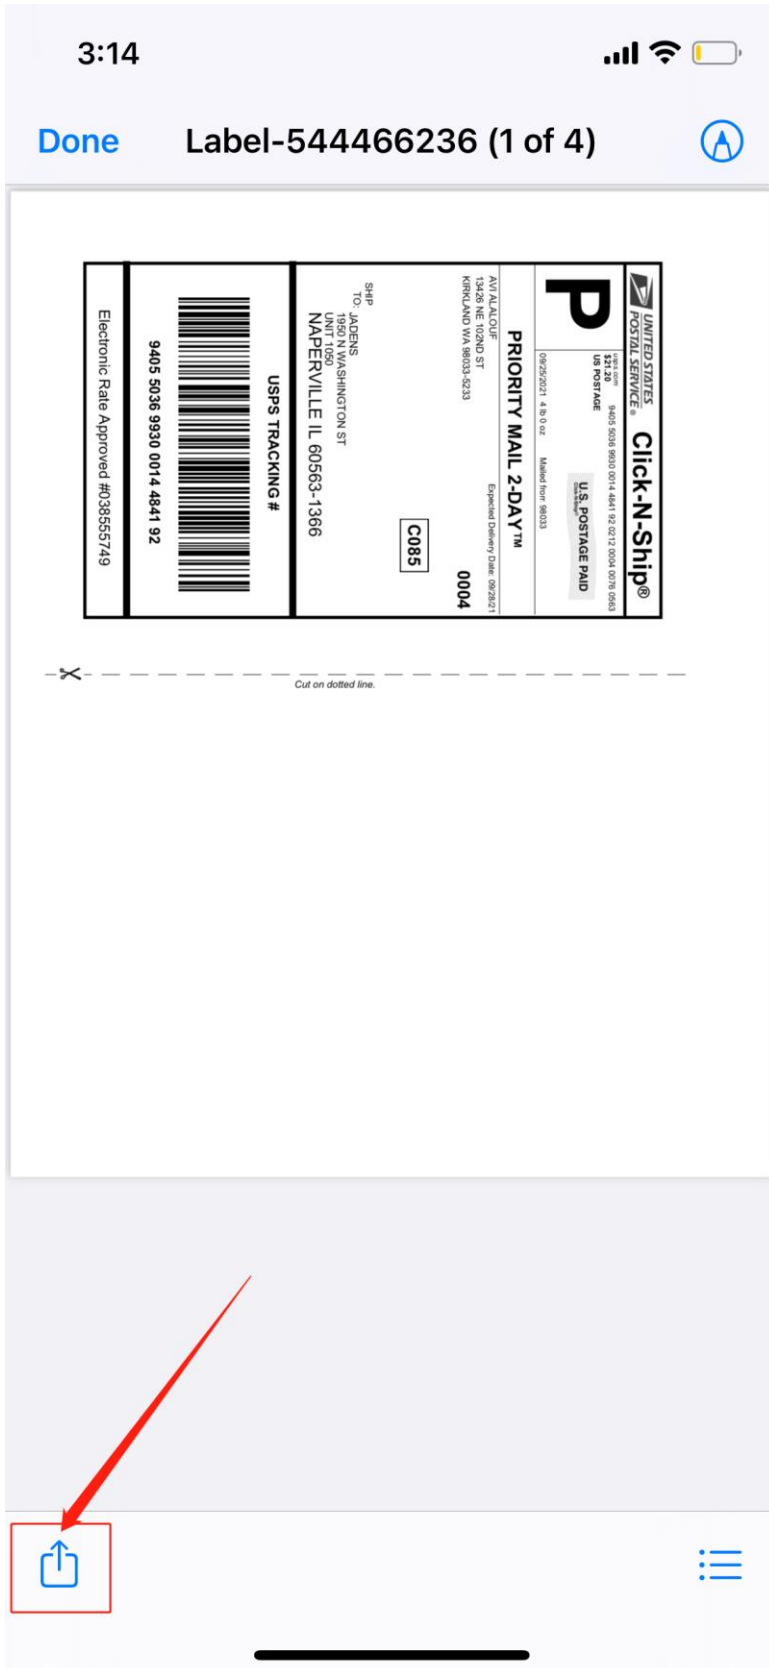 3:14
Done
Label-544466236 (1 of 4)
UNITED STATES
POSTAL SERVICE ®
Click-N-Ship®
P
usps.com
$21.20
US POSTAGE
9405 5036 9930 0014 4841 92 0212 0004 0076 0563
U.S. POSTAGE PAID
Click-N-Ship®
09/25/2021 4 lb 0 oz Mailed from 98033
PRIORITY MAIL 2-DAY™
AVI ALALOUF
13426 NE 102ND ST
KIRKLAND WA 98033-5233
Expected Delivery Date: 09/28/21
0004
C085
SHIP
TO: JADENS
1950 N WASHINGTON ST
UNIT 1050
NAPERVILLE IL 60563-1366
USPS TRACKING #
9405 5036 9930 0014 4841 92
Electronic Rate Approved #038555749
Cut on dotted line.